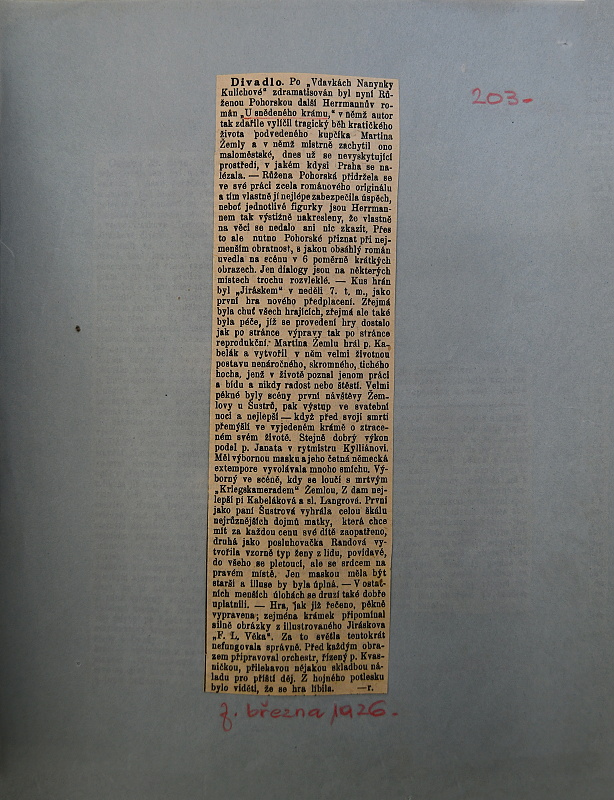 203-
Divadlo. Po „Vdavkách Nanynky
Kulichové“ zdramatisován byl nyní Rů-
ženou Pohorskou další Herrmannův ro-
mán „U snědeného krámu,“ v němž autor
tak zdařile vylíčil tragický běh kratičkého
života podvedeného kupčíka Martina
Žemly a v němž mistrně zachytil ono
maloměstské, dnes už se nevyskytující
prostředí, v jakém kdysi Praha se na-
lézala. — Růžena Pohorská přidržela se
ve své práci zcela románového originálu
a tím vlastně jí nejlépe zabezpečila úspěch,
neboť jednotlivé figurky jsou Herrman-
nem tak výstižně nakresleny, že vlastně
na věci se nedalo ani nic zkazit. Přes
to ale nutno Pohorské přiznat při nej-
menším obratnost, s jakou obsáhlý román
uvedla na scénu v 6 poměrně krátkých
obrazech. Jen dialogy jsou na některých
místech trochu rozvleklé. — Kus hrán
byl „Jiráskem“ v neděli 7. t. m., jako
první hra nového předplacení. Zřejmá
byla chuť všech hrajících, zřejmá ale také
byla péče, jíž se provedení hry dostalo
jak po stránce výpravy tak po stránce
reprodukční. Martina Žemlu hrál p. Ka-
belák a vytvořil v něm velmi životnou
postavu nenáročného, skromného, tichého
hocha, jenž v životě poznal jenom práci
a bídu a nikdy radost nebo štěstí. Velmi
pěkné byly scény první návštěvy Žem-
lovy u Šustrů, pak výstup ve svatební
noci a nejlepší — když před svojí smrtí
přemýšlí ve vyjedeném krámě o ztrace-
ném svém životě. Stejně dobrý výkon
podal p. Janata v rytmistru Kylliánovi.
Měl výbornou masku a jeho četná německá
extempore vyvolávala mnoho smíchu. Vý-
borný ve scéně, kdy se loučí s mrtvým
„Kriegskameradem“ Žemlou. Z dam nej-
lepší pí Kabeláková a sl. Langrová. První
jako paní Šustrová vyhrála celou škálu
nejrůznějších dojmů matky, která chce
mít za každou cenu své dítě zaopatřeno,
druhá jako posluhovačka Randová vy-
tvořila vzorně typ ženy z lidu, povídavé,
do všeho se pletoucí, ale se srdcem na
pravém místě. Jen maskou měla být
starší a illuse by byla úplná. — V ostat-
ních menších úlohách se druzí také dobře
uplatnili. — Hra, jak již řečeno, pěkně
vypravena; zejména krámek připomínal
silně obrázky z illustrovaného Jiráskova
„F. L. Věka“. Za to světla tentokrát
nefungovala správně. Před každým obra-
zem připravoval orchestr, řízený p. Kvas-
ničkou, přiléhavou nějakou skladbou ná-
ladu pro příští děj. Z hojného potlesku
bylo viděti, že se hra líbila. —r.
7. března 1926.-